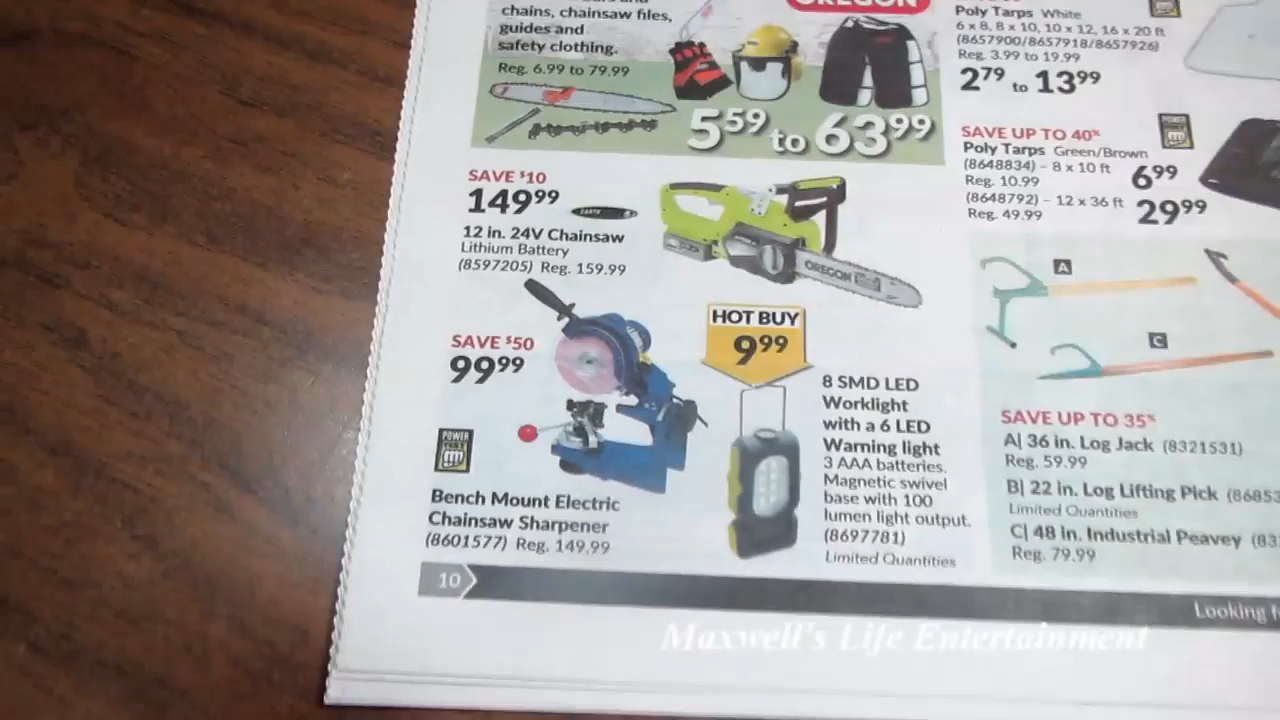 chains, chainsaw files,
guides and
safety clothing.
Reg. 6.99 to 79.99
OREGON
5.59 to 63.99
SAVE $10
149.99
EARTH
12 in. 24V Chainsaw
Lithium Battery
(8597205) Reg. 159.99
OREGON
SAVE $50
99.99
POWER
Bench Mount Electric
Chainsaw Sharpener
(8601577) Reg. 149.99
HOT BUY
9.99
8 SMD LED
Worklight
with a 6 LED
Warning light
3 AAA batteries.
Magnetic swivel
base with 100
lumen light output.
(8697781)
Limited Quantities
Poly Tarps White
6 x 8, 8 x 10, 10 x 12, 16 x 20 ft
(8657900/8657918/8657926)
Reg. 3.99 to 19.99
2.79 to 13.99
SAVE UP TO 40%
Poly Tarps Green/Brown
(8648834) – 8 x 10 ft
Reg. 10.99
6.99
(8648792) – 12 x 36 ft
Reg. 49.99
29.99
A
C
SAVE UP TO 35%
A| 36 in. Log Jack (8321531)
Reg. 59.99
B| 22 in. Log Lifting Pick (8685
Limited Quantities
C| 48 in. Industrial Peavey (83
Reg. 79.99
10
Looking f
Maxwell's Life Entertainment